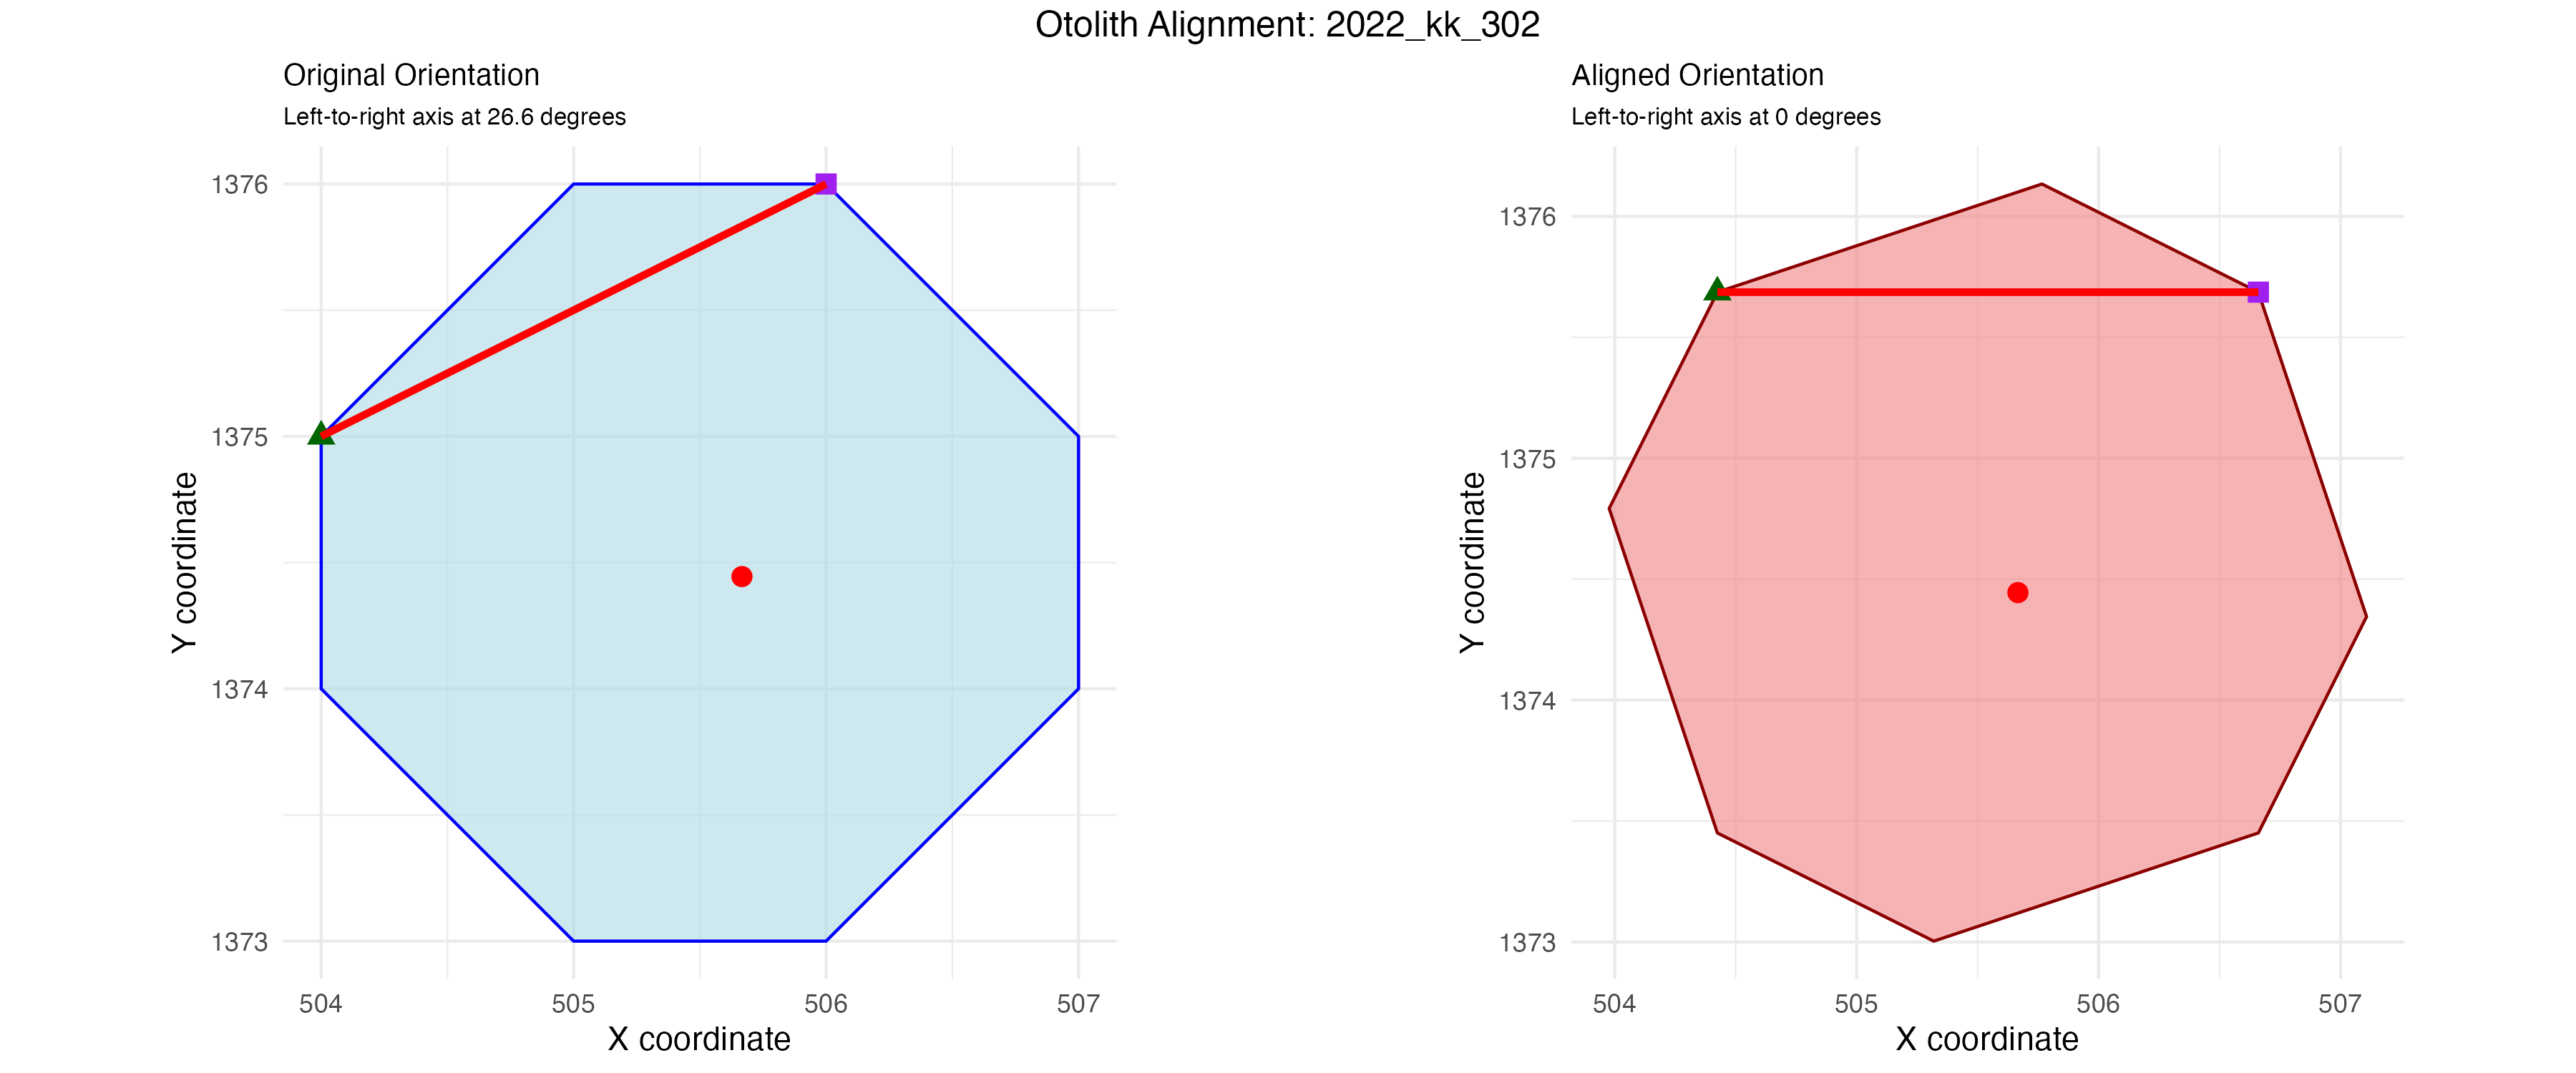 Otolith Alignment: 2022_kk_302
Original Orientation
Left-to-right axis at 26.6 degrees
1376
1375
1374
1373
Y coordinate
504 505 506 507
X coordinate
Aligned Orientation
Left-to-right axis at 0 degrees
1376
1375
1374
1373
Y coordinate
504 505 506 507
X coordinate